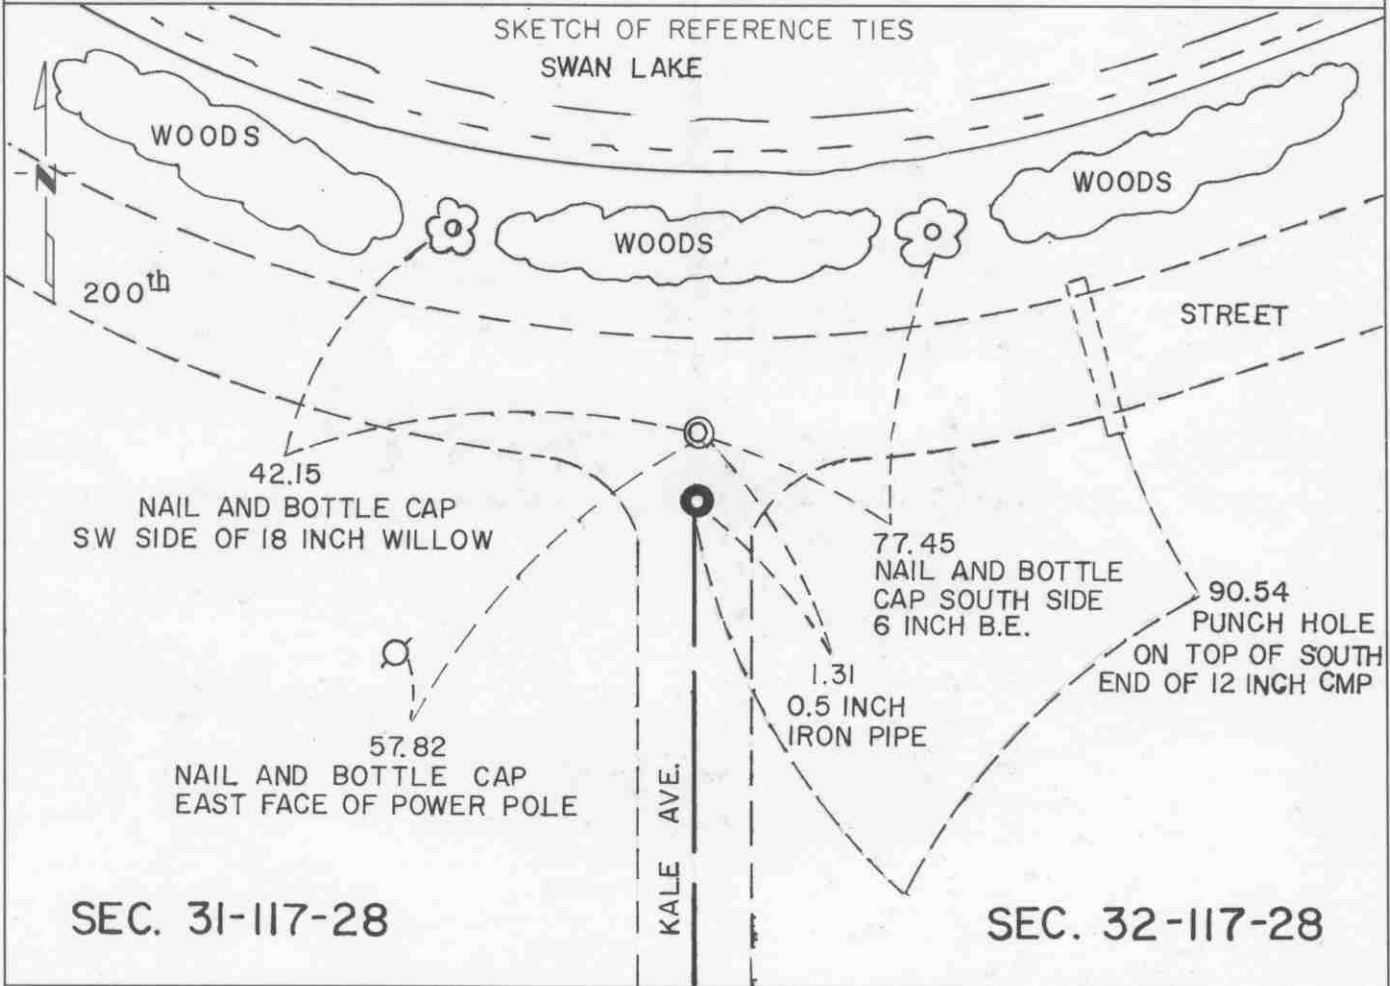 SKETCH OF REFERENCE TIES
SWAN LAKE
WOODS
WOODS
WOODS
N
200th
STREET
42.15
NAIL AND BOTTLE CAP
SW SIDE OF 18 INCH WILLOW
77.45
NAIL AND BOTTLE
CAP SOUTH SIDE
6 INCH B.E.
90.54
PUNCH HOLE
ON TOP OF SOUTH
END OF 12 INCH CMP
1.31
0.5 INCH
IRON PIPE
57.82
NAIL AND BOTTLE CAP
EAST FACE OF POWER POLE
KALE AVE.
SEC. 31-117-28
SEC. 32-117-28